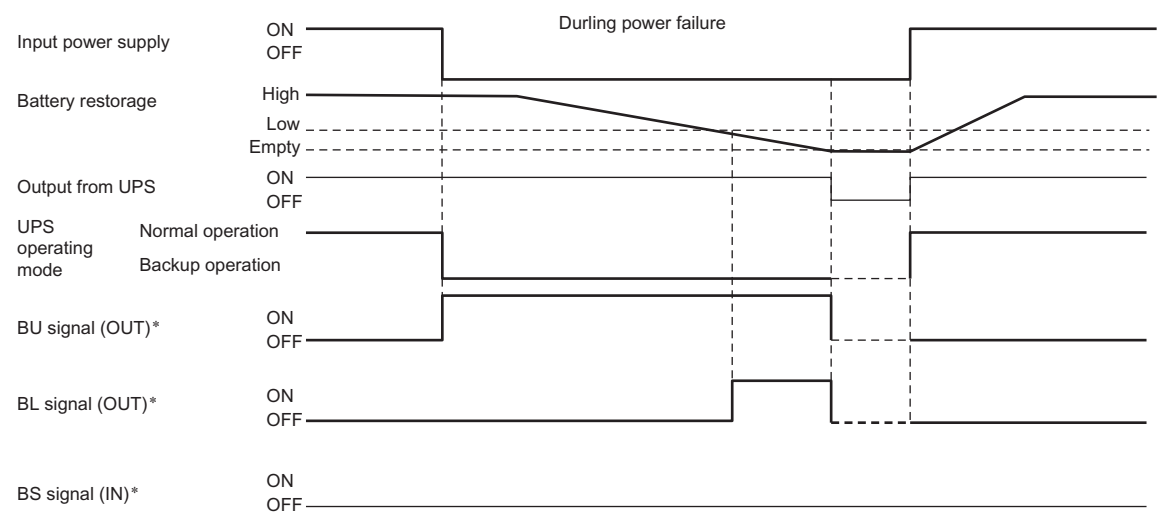 Durling power failure
Input power supply
ON
OFF
Battery restorage
High
Low
Empty
Output from UPS
ON
OFF
UPS
operating
mode
Normal operation
Backup operation
BU signal (OUT)*
ON
OFF
BL signal (OUT)*
ON
OFF
BS signal (IN)*
ON
OFF